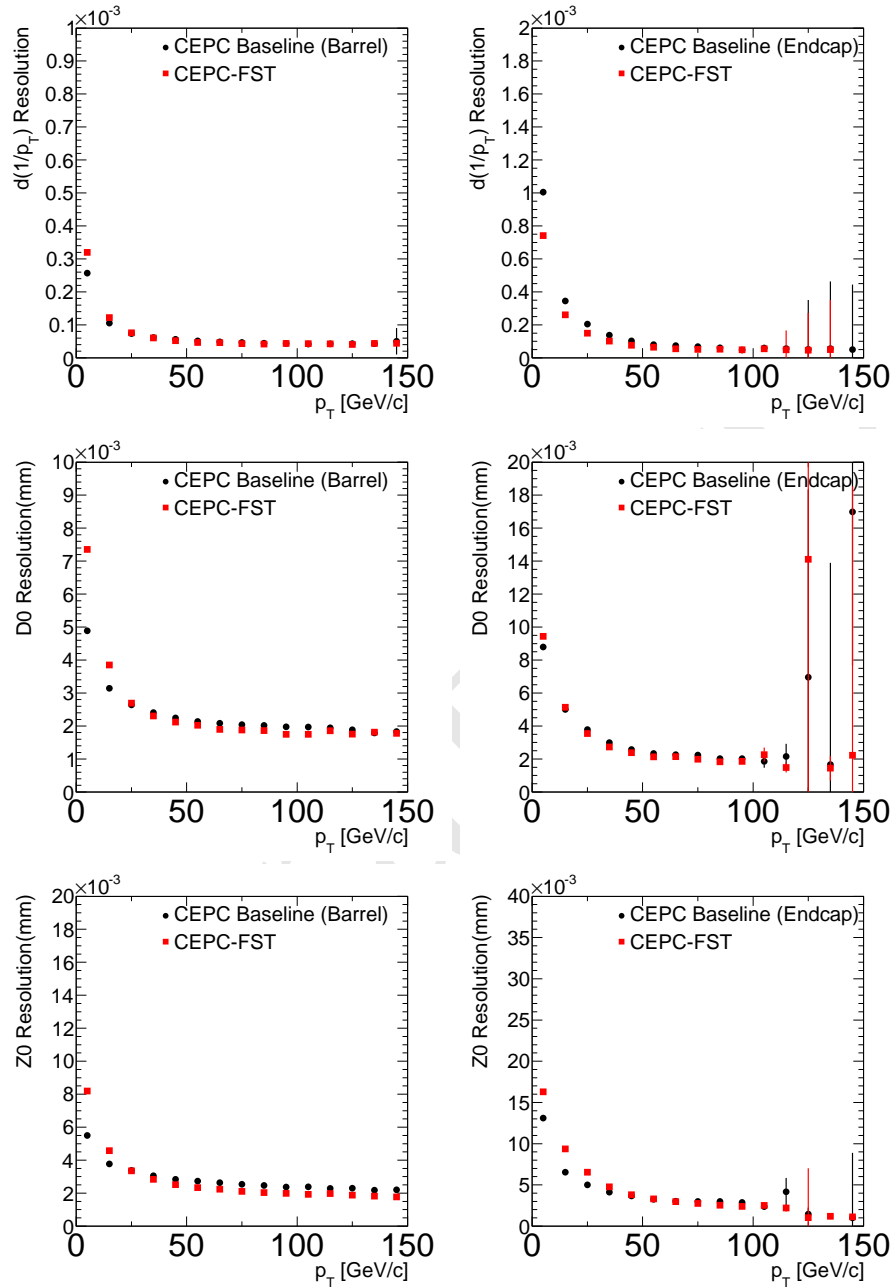 ×10⁻³
d(1/p_T) Resolution
1
0.9
0.8
0.7
0.6
0.5
0.4
0.3
0.2
0.1
0
CEPC Baseline (Barrel)
CEPC-FST
0 50 100 150
p_T [GeV/c]
×10⁻³
d(1/p_T) Resolution
2
1.8
1.6
1.4
1.2
1
0.8
0.6
0.4
0.2
0
CEPC Baseline (Endcap)
CEPC-FST
0 50 100 150
p_T [GeV/c]
×10⁻³
D0 Resolution(mm)
10
9
8
7
6
5
4
3
2
1
0
CEPC Baseline (Barrel)
CEPC-FST
0 50 100 150
p_T [GeV/c]
×10⁻³
D0 Resolution(mm)
20
18
16
14
12
10
8
6
4
2
0
CEPC Baseline (Endcap)
CEPC-FST
0 50 100 150
p_T [GeV/c]
×10⁻³
Z0 Resolution(mm)
20
18
16
14
12
10
8
6
4
2
0
CEPC Baseline (Barrel)
CEPC-FST
0 50 100 150
p_T [GeV/c]
×10⁻³
Z0 Resolution(mm)
40
35
30
25
20
15
10
5
0
CEPC Baseline (Endcap)
CEPC-FST
0 50 100 150
p_T [GeV/c]